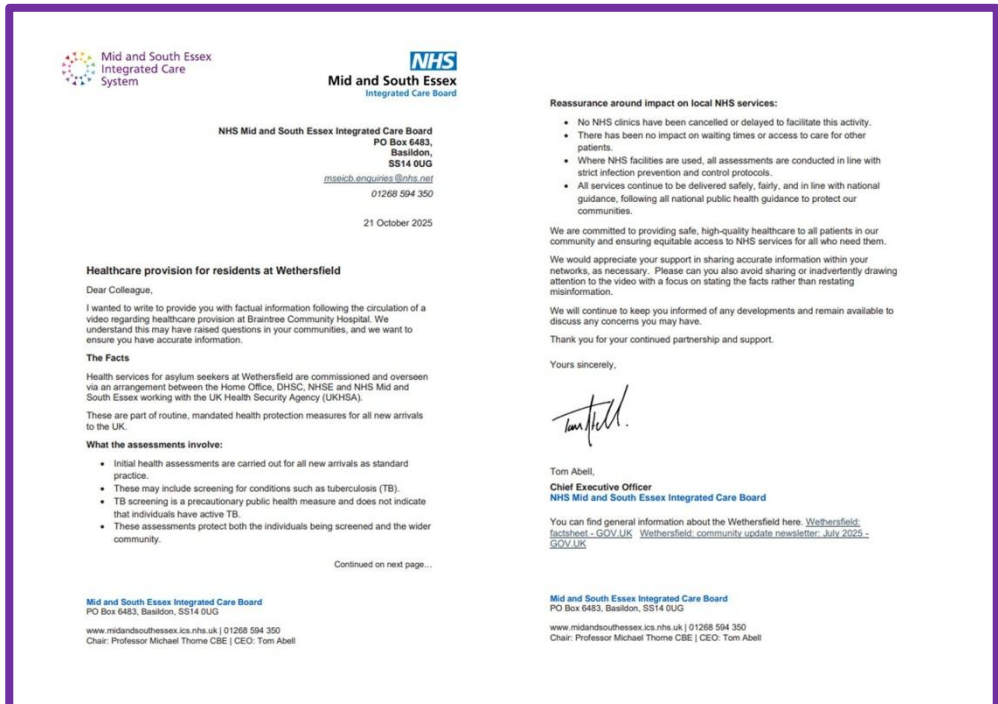 Mid and South Essex
Integrated Care
System
NHS
Mid and South Essex
Integrated Care Board
NHS Mid and South Essex Integrated Care Board
PO Box 6483,
Basildon,
SS14 0UG
mseicb.enquiries@nhs.net
01268 594 350
21 October 2025
Healthcare provision for residents at Wethersfield
Dear Colleague,
I wanted to write to provide you with factual information following the circulation of a
video regarding healthcare provision at Braintree Community Hospital. We
understand this may have raised questions in your communities, and we want to
ensure you have accurate information.
The Facts
Health services for asylum seekers at Wethersfield are commissioned and overseen
via an arrangement between the Home Office, DHSC, NHSE and NHS Mid and
South Essex working with the UK Health Security Agency (UKHSA).
These are part of routine, mandated health protection measures for all new arrivals
to the UK.
What the assessments involve:
• Initial health assessments are carried out for all new arrivals as standard
practice.
• These may include screening for conditions such as tuberculosis (TB).
• TB screening is a precautionary public health measure and does not indicate
that individuals have active TB.
• These assessments protect both the individuals being screened and the wider
community.
Continued on next page…
Mid and South Essex Integrated Care Board
PO Box 6483, Basildon, SS14 0UG
www.midandsouthessex.ics.nhs.uk | 01268 594 350
Chair: Professor Michael Thorne CBE | CEO: Tom Abell
Reassurance around impact on local NHS services:
• No NHS clinics have been cancelled or delayed to facilitate this activity.
• There has been no impact on waiting times or access to care for other
patients.
• Where NHS facilities are used, all assessments are conducted in line with
strict infection prevention and control protocols.
• All services continue to be delivered safely, fairly, and in line with national
guidance, following all national public health guidance to protect our
communities.
We are committed to providing safe, high-quality healthcare to all patients in our
community and ensuring equitable access to NHS services for all who need them.
We would appreciate your support in sharing accurate information within your
networks, as necessary. Please can you also avoid sharing or inadvertently drawing
attention to the video with a focus on stating the facts rather than restating
misinformation.
We will continue to keep you informed of any developments and remain available to
discuss any concerns you may have.
Thank you for your continued partnership and support.
Yours sincerely,
Tom Abell.
Tom Abell,
Chief Executive Officer
NHS Mid and South Essex Integrated Care Board
You can find general information about the Wethersfield here. Wethersfield:
factsheet - GOV.UK Wethersfield: community update newsletter: July 2025 -
GOV.UK
Mid and South Essex Integrated Care Board
PO Box 6483, Basildon, SS14 0UG
www.midandsouthessex.ics.nhs.uk | 01268 594 350
Chair: Professor Michael Thorne CBE | CEO: Tom Abell